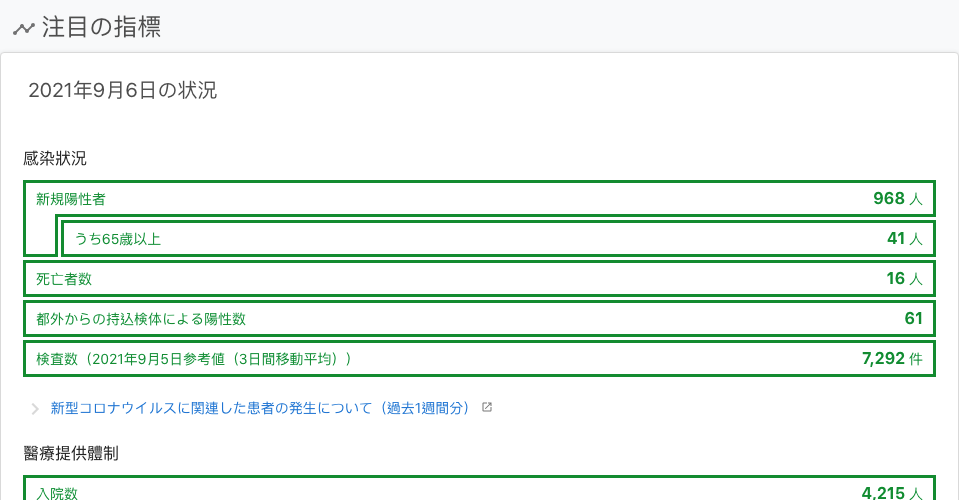 注目の指標
2021年9月6日の状況
感染狀況
新規陽性者 968 人
うち65歳以上 41 人
死亡者数 16 人
都外からの持込検体による陽性数 61
検査数（2021年9月5日参考値（3日間移動平均）） 7,292 件
新型コロナウイルスに関連した患者の発生について（過去1週間分）
醫療提供體制
入院数 4,215 人